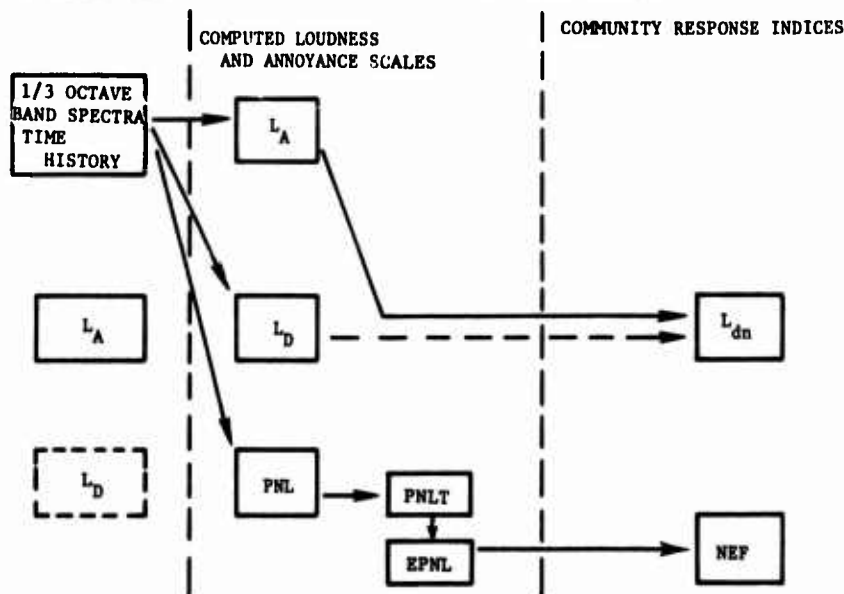 COMPUTED LOUDNESS
AND ANNOYANCE SCALES
COMMUNITY RESPONSE INDICES
1/3 OCTAVE
BAND SPECTRA
TIME
HISTORY
L_A
L_A
L_D
L_dn
L_D
PNL
PNLT
EPNL
NEF